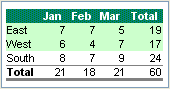 Jan Feb Mar Total
East 7 7 5 19
West 6 4 7 17
South 8 7 9 24
Total 21 18 21 60